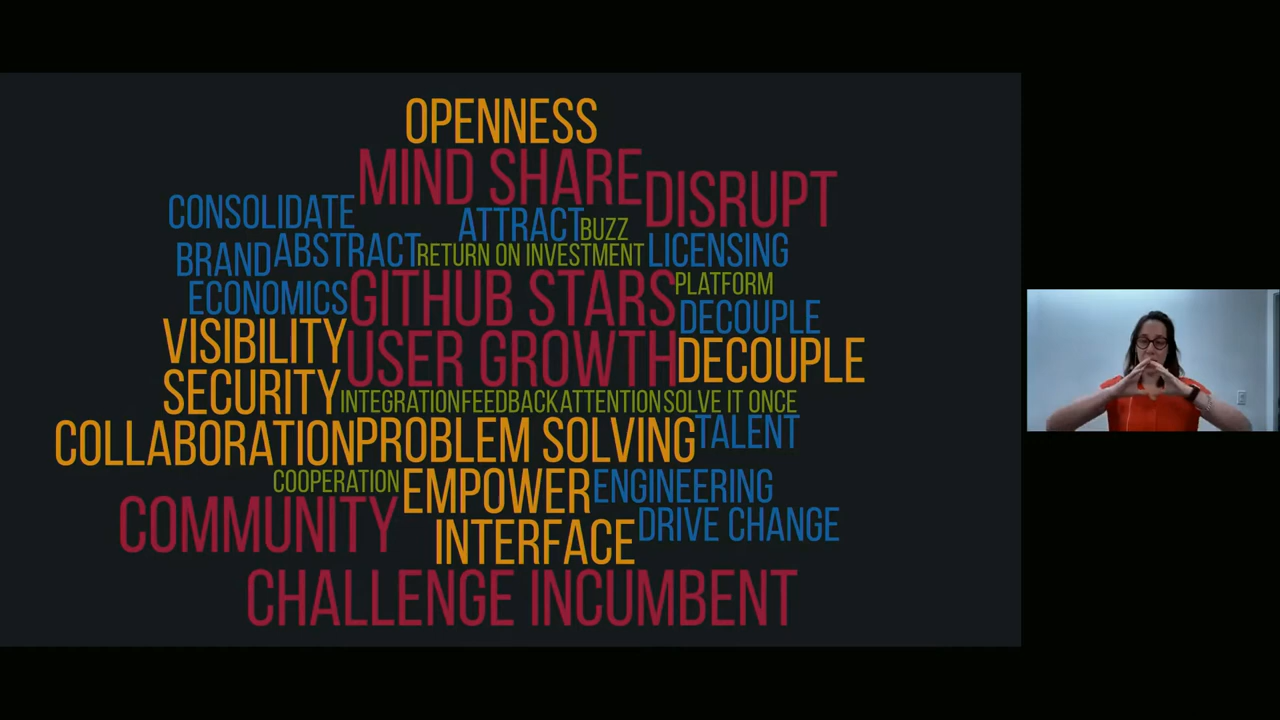 OPENNESS
MIND SHARE
DISRUPT
CONSOLIDATE
ATTRACT
BUZZ
BRAND
ABSTRACT
RETURN ON INVESTMENT
LICENSING
ECONOMICS
GITHUB STARS
PLATFORM
DECOUPLE
VISIBILITY
USER GROWTH
DECOUPLE
SECURITY
INTEGRATION
FEEDBACK
ATTENTION
SOLVE IT ONCE
COLLABORATION
PROBLEM SOLVING
TALENT
COOPERATION
EMPOWER
ENGINEERING
COMMUNITY
INTERFACE
DRIVE CHANGE
CHALLENGE INCUMBENT